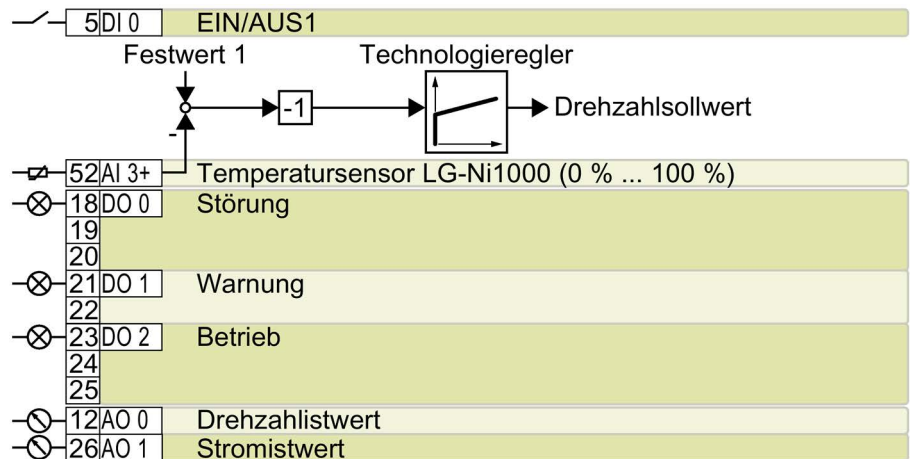 5 DI 0 EIN/AUS1
Festwert 1 Technologieregler
-1 Drehzahlsollwert
-
52 AI 3+ Temperatursensor LG-Ni1000 (0 % ... 100 %)
18 DO 0 Störung
19
20
21 DO 1 Warnung
22
23 DO 2 Betrieb
24
25
12 AO 0 Drehzahlistwert
26 AO 1 Stromistwert